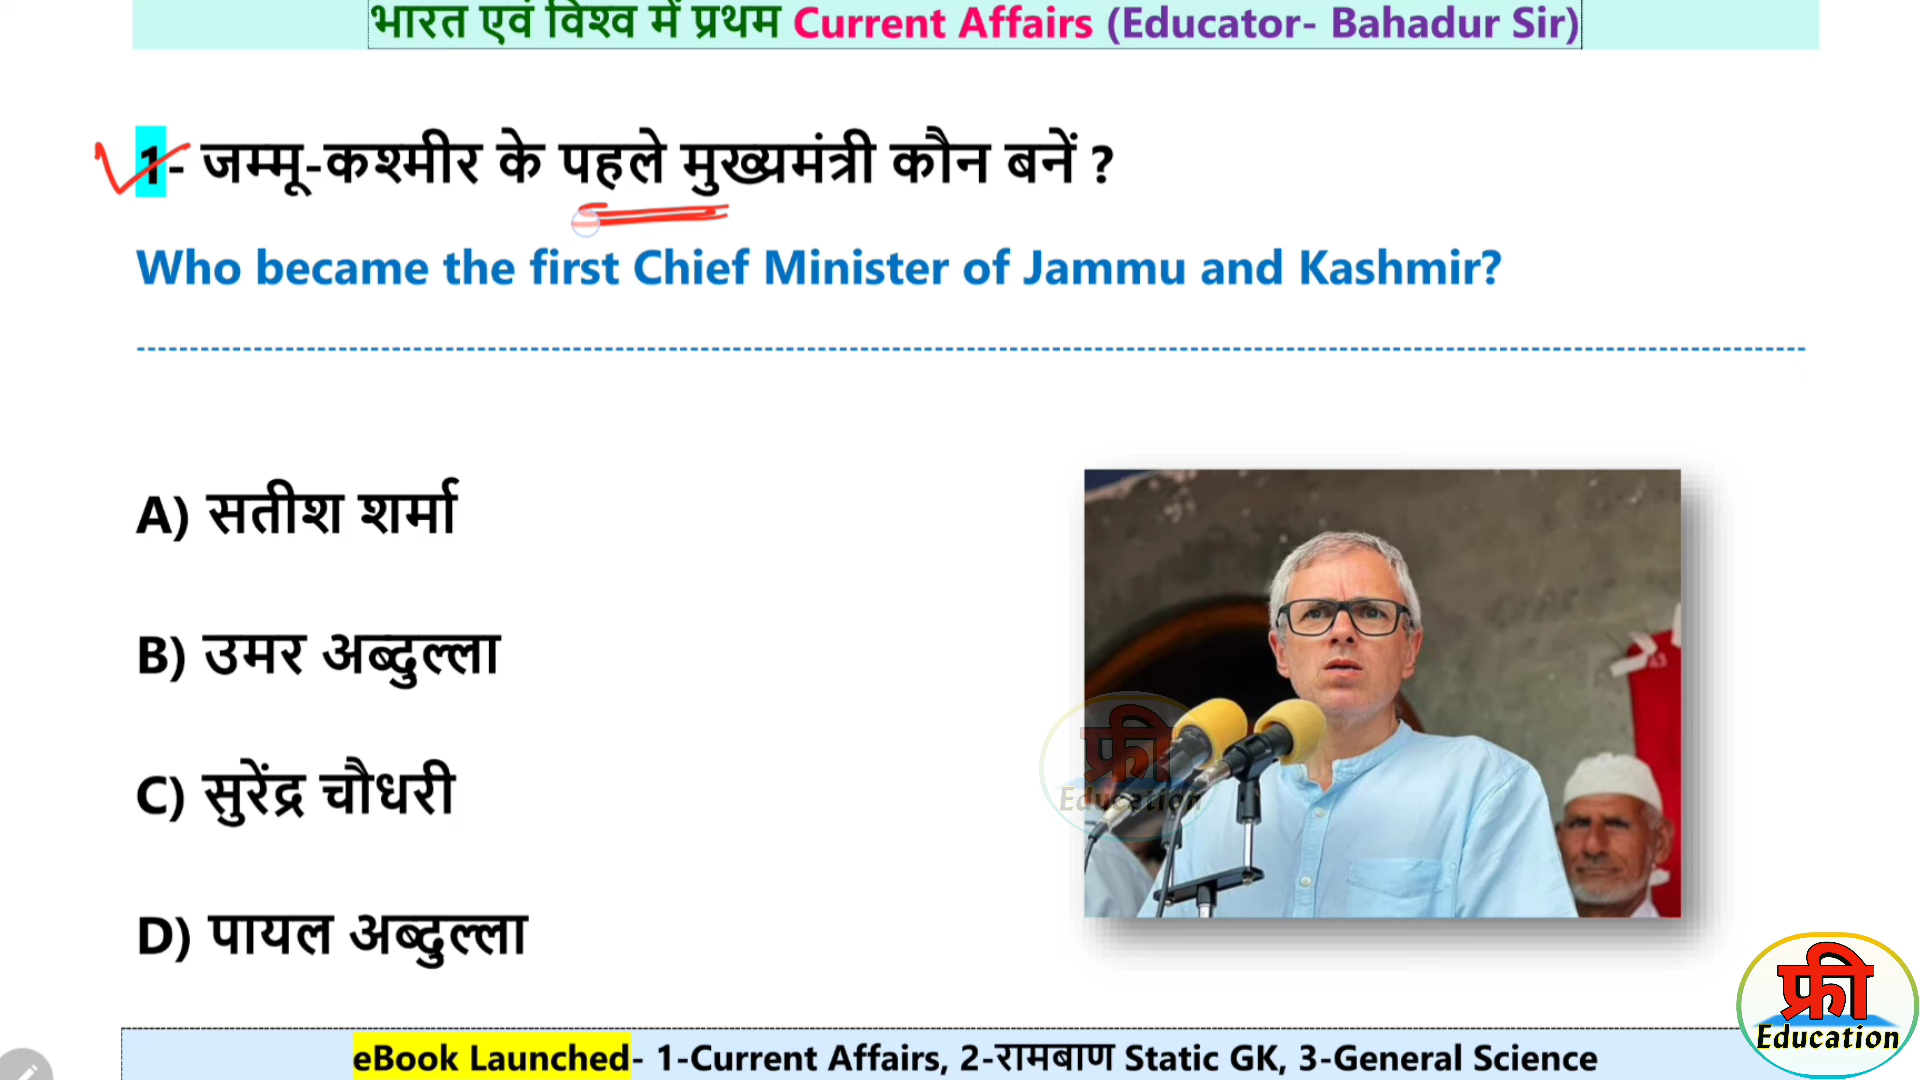 भारत एवं विश्व में प्रथम Current Affairs (Educator- Bahadur Sir)
1- जम्मू-कश्मीर के पहले मुख्यमंत्री कौन बनें ?
Who became the first Chief Minister of Jammu and Kashmir?
A) सतीश शर्मा
B) उमर अब्दुल्ला
C) सुरेंद्र चौधरी
D) पायल अब्दुल्ला
फ्री
Education
फ्री
Education
eBook Launched- 1-Current Affairs, 2-रामबाण Static GK, 3-General Science